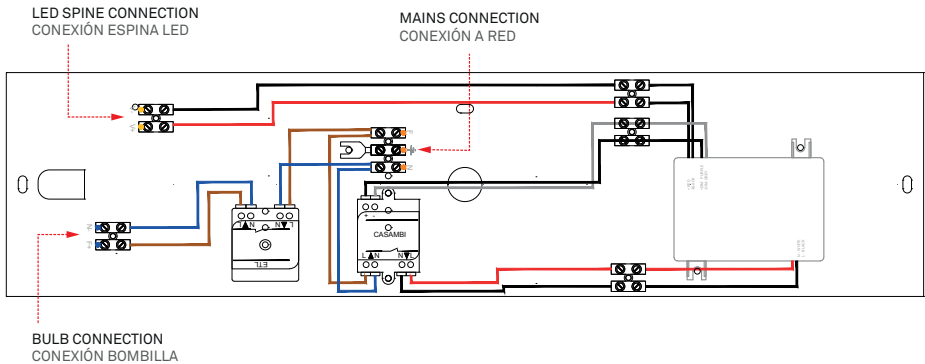 LED SPINE CONNECTION
CONEXIÓN ESPINA LED
MAINS CONNECTION
CONEXIÓN A RED
F
N
V-
N-
F+
L N
N L
ETL
+ -
CASAMBI
L N
N L
BULB CONNECTION
CONEXIÓN BOMBILLA